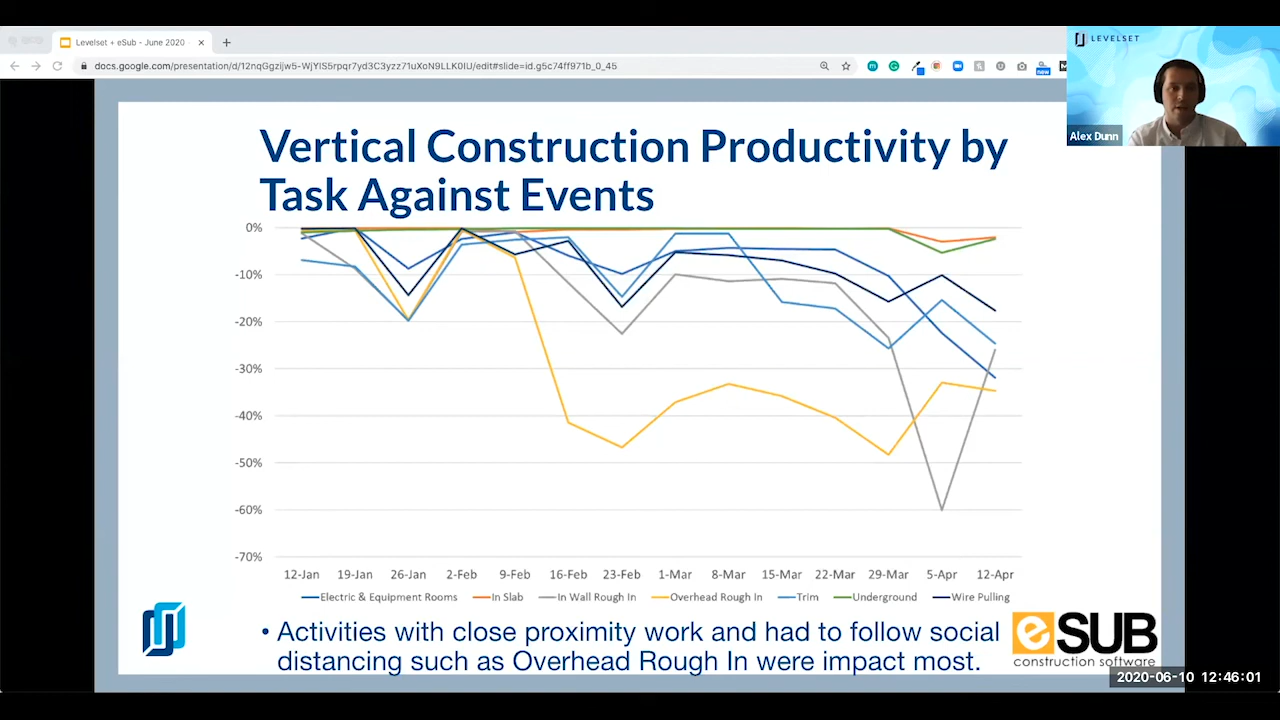 Levelset + eSub - June 2020
docs.google.com/presentation/d/12nqGgzijw5-WjYlS5rpqr7yd3C3yzz71uXoN9LLK0IU/edit#slide=id.g5c74ff971b_0_45
new
LEVELSET
Alex Dunn
Vertical Construction Productivity by
Task Against Events
0%
-10%
-20%
-30%
-40%
-50%
-60%
-70%
12-Jan 19-Jan 26-Jan 2-Feb 9-Feb 16-Feb 23-Feb 1-Mar 8-Mar 15-Mar 22-Mar 29-Mar 5-Apr 12-Apr
Electric & Equipment Rooms In Slab In Wall Rough In Overhead Rough In Trim Underground Wire Pulling
• Activities with close proximity work and had to follow social
distancing such as Overhead Rough In were impact most.
eSUB
construction software
2020-06-10 12:46:01